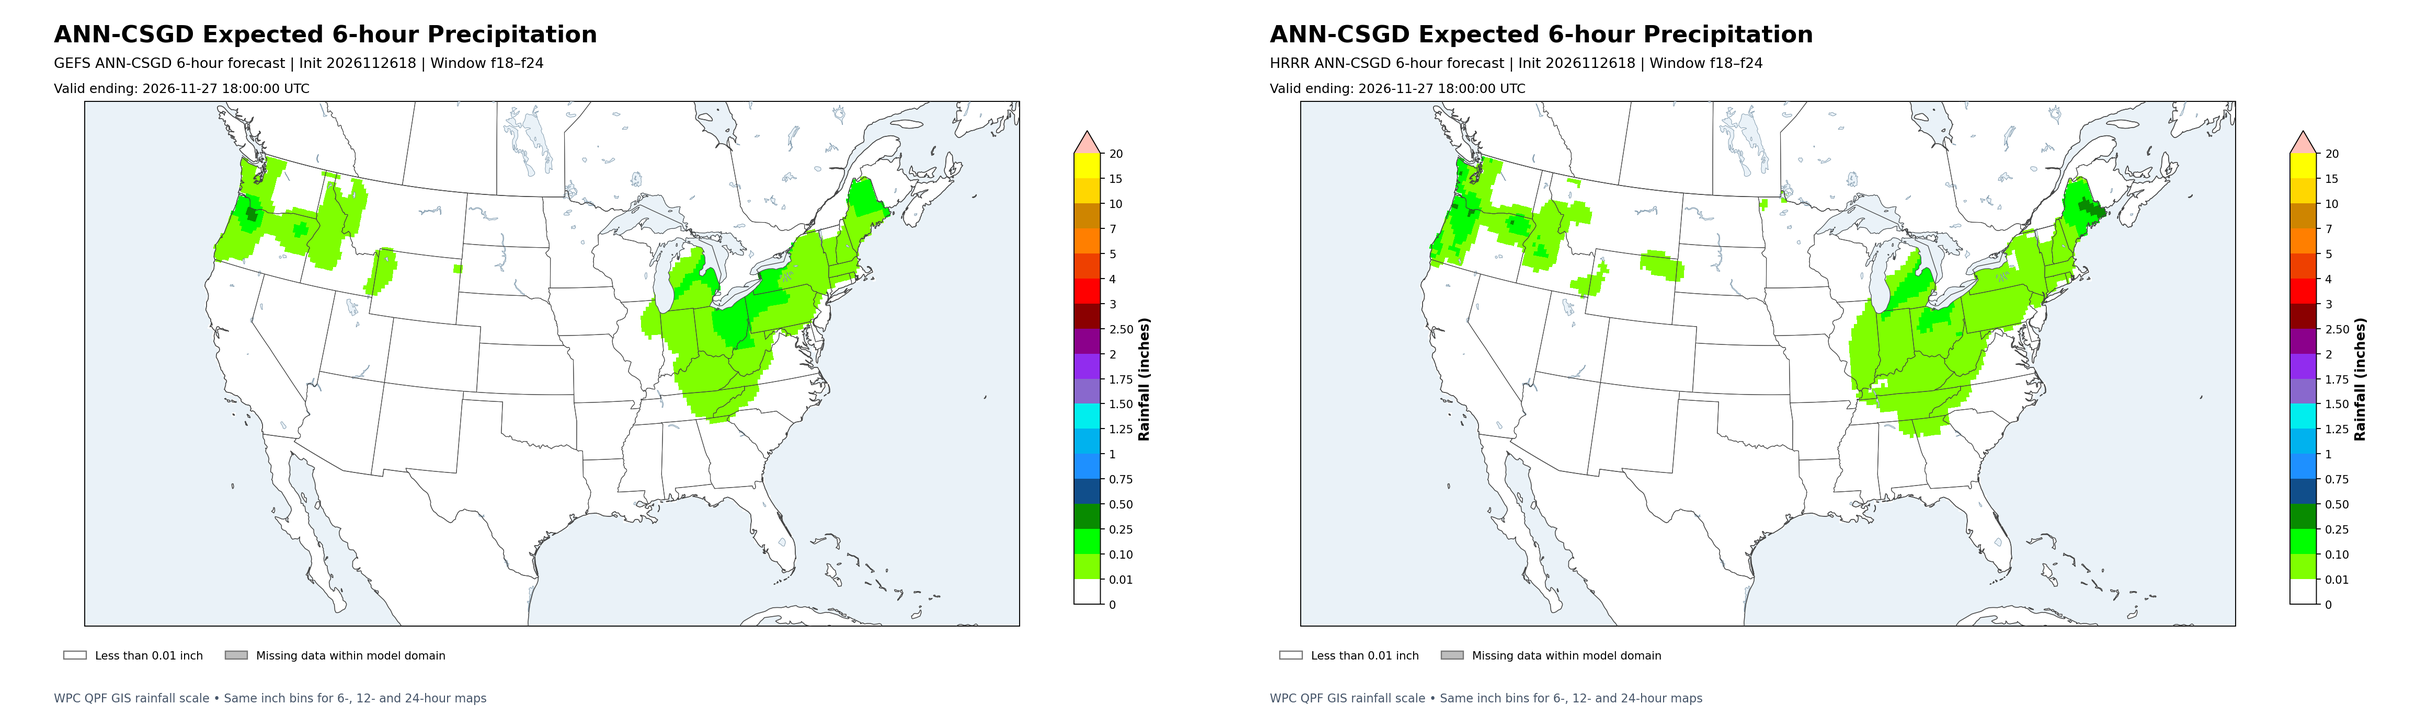 ANN-CSGD Expected 6-hour Precipitation
GEFS ANN-CSGD 6-hour forecast | Init 2026112618 | Window f18–f24
Valid ending: 2026-11-27 18:00:00 UTC
20
15
10
7
5
4
3
2.50
2
1.75
1.50
1.25
1
0.75
0.50
0.25
0.10
0.01
0
Rainfall (inches)
Less than 0.01 inch
Missing data within model domain
WPC QPF GIS rainfall scale • Same inch bins for 6-, 12- and 24-hour maps
ANN-CSGD Expected 6-hour Precipitation
HRRR ANN-CSGD 6-hour forecast | Init 2026112618 | Window f18–f24
Valid ending: 2026-11-27 18:00:00 UTC
20
15
10
7
5
4
3
2.50
2
1.75
1.50
1.25
1
0.75
0.50
0.25
0.10
0.01
0
Rainfall (inches)
Less than 0.01 inch
Missing data within model domain
WPC QPF GIS rainfall scale • Same inch bins for 6-, 12- and 24-hour maps